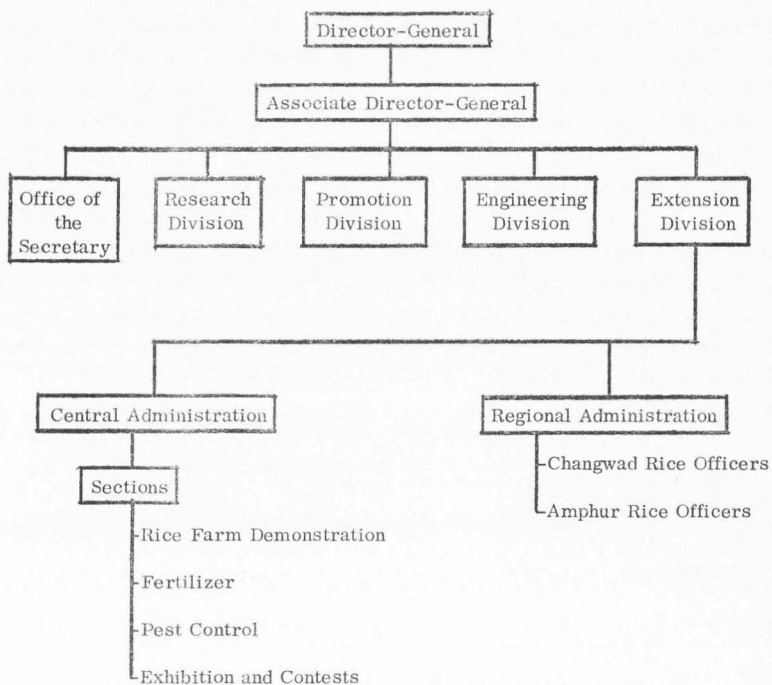 Director-General
Associate Director-General
Office of
the
Secretary
Research
Division
Promotion
Division
Engineering
Division
Extension
Division
Central Administration
Regional Administration
Changwad Rice Officers
Amphur Rice Officers
Sections
Rice Farm Demonstration
Fertilizer
Pest Control
Exhibition and Contests